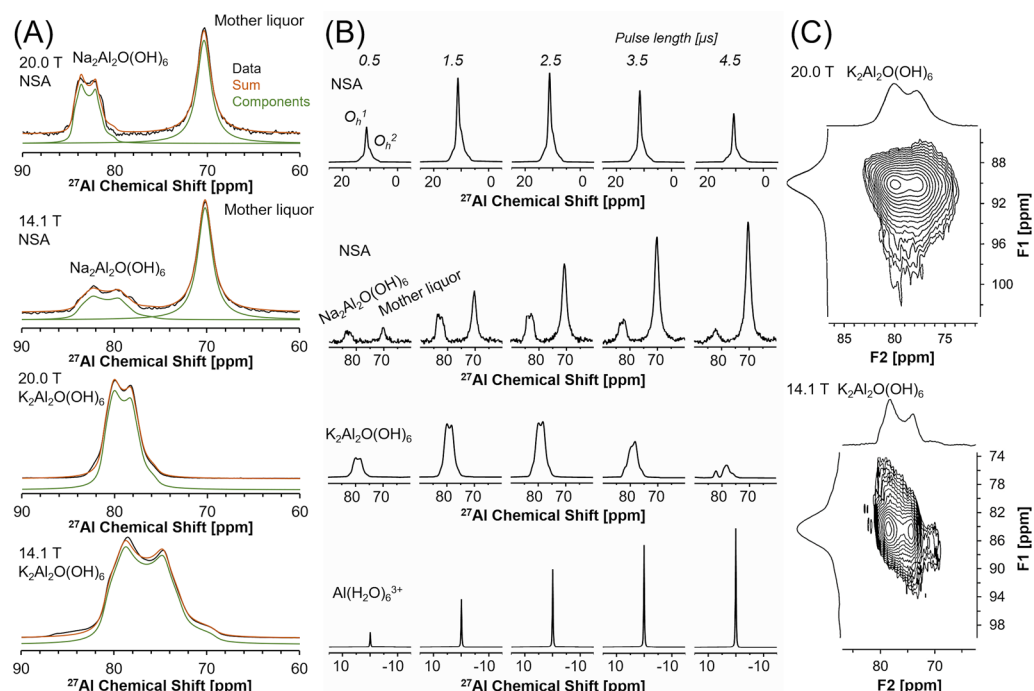 (A)
Mother liquor
20.0 T
NSA
Na₂Al₂O(OH)₆
Data
Sum
Components
90 80 70 60
²⁷Al Chemical Shift [ppm]
14.1 T
NSA
Mother liquor
Na₂Al₂O(OH)₆
90 80 70 60
²⁷Al Chemical Shift [ppm]
20.0 T
K₂Al₂O(OH)₆
90 80 70 60
²⁷Al Chemical Shift [ppm]
14.1 T
K₂Al₂O(OH)₆
90 80 70 60
²⁷Al Chemical Shift [ppm]
(B)
Pulse length [µs]
0.5 1.5 2.5 3.5 4.5
NSA
Oₕ¹
Oₕ²
20 0 20 0 20 0 20 0 20 0
²⁷Al Chemical Shift [ppm]
NSA
Na₂Al₂O(OH)₆
Mother liquor
80 70 80 70 80 70 80 70 80 70
²⁷Al Chemical Shift [ppm]
K₂Al₂O(OH)₆
80 70 80 70 80 70 80 70 80 70
²⁷Al Chemical Shift [ppm]
Al(H₂O)₆³⁺
10 -10 10 -10 10 -10 10 -10 10 -10
²⁷Al Chemical Shift [ppm]
(C)
20.0 T K₂Al₂O(OH)₆
88
92
96
100
F1 [ppm]
85 80 75
F2 [ppm]
14.1 T K₂Al₂O(OH)₆
74
78
82
86
90
94
98
F1 [ppm]
80 70
F2 [ppm]